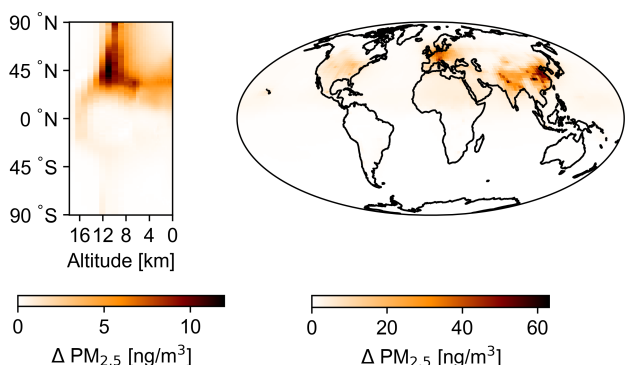 90 °N
45 °N
0 °N
45 °S
90 °S
16 12 8 4 0
Altitude [km]
0 5 10
Δ PM2.5 [ng/m³]
0 20 40 60
Δ PM2.5 [ng/m³]